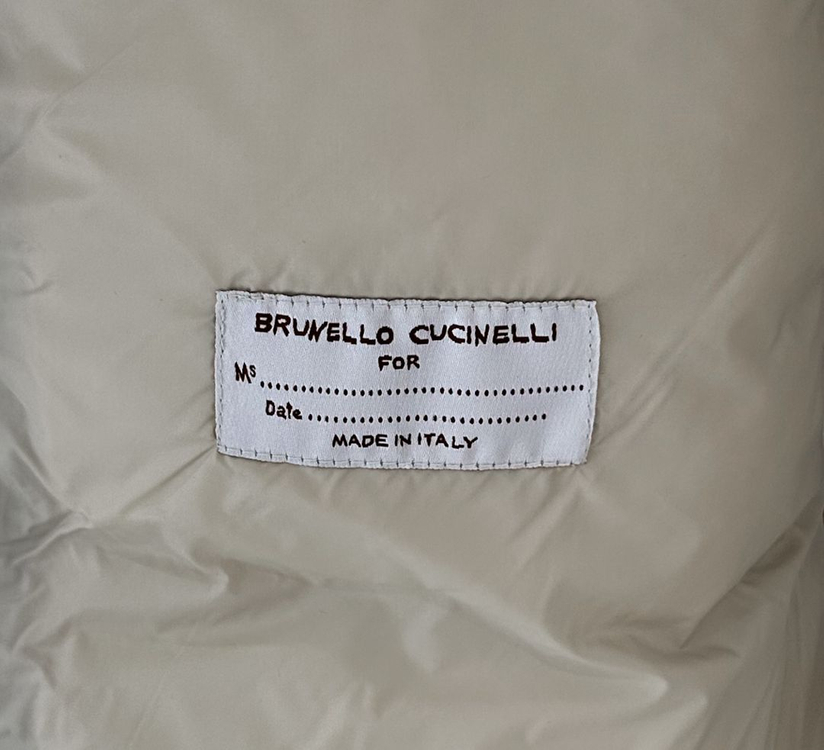 BRUNELLO CUCINELLI
FOR
Ms........................................
Date..............................
MADE IN ITALY